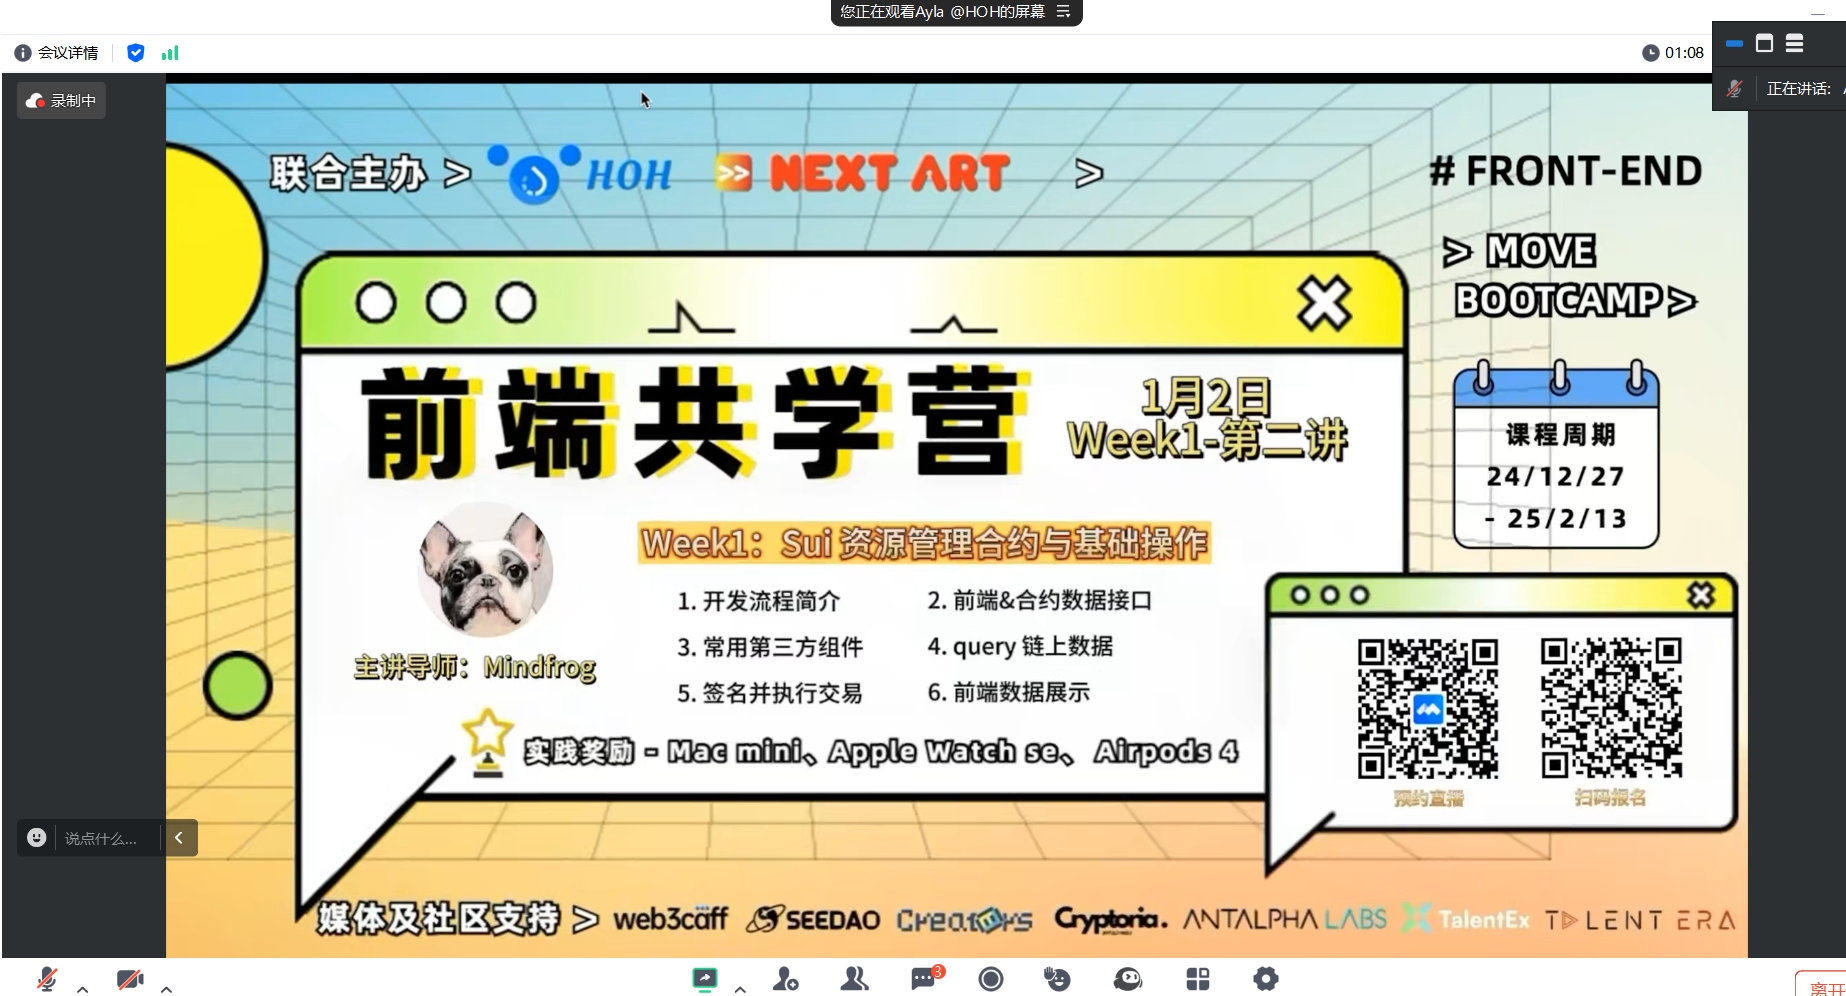 您正在观看Ayla @HOH的屏幕
会议详情
01:08
录制中
正在讲话:
联合主办 >
HOH
>> NEXT ART
>
# FRONT-END
> MOVE
BOOTCAMP >
前端共学营
1月2日
Week1-第二讲
课程周期
24/12/27
- 25/2/13
Week1：Sui 资源管理合约与基础操作
1. 开发流程简介
2. 前端&合约数据接口
3. 常用第三方组件
4. query 链上数据
5. 签名并执行交易
6. 前端数据展示
主讲导师：Mindfrog
实践奖励 - Mac mini、Apple Watch se、 Airpods 4
预约直播
扫码报名
说点什么...
媒体及社区支持 >
web3caff
SEEDAO
Creators
Cryptoria.
ANTALPHA LABS
TalentEx
TALENT ERA
3
离开